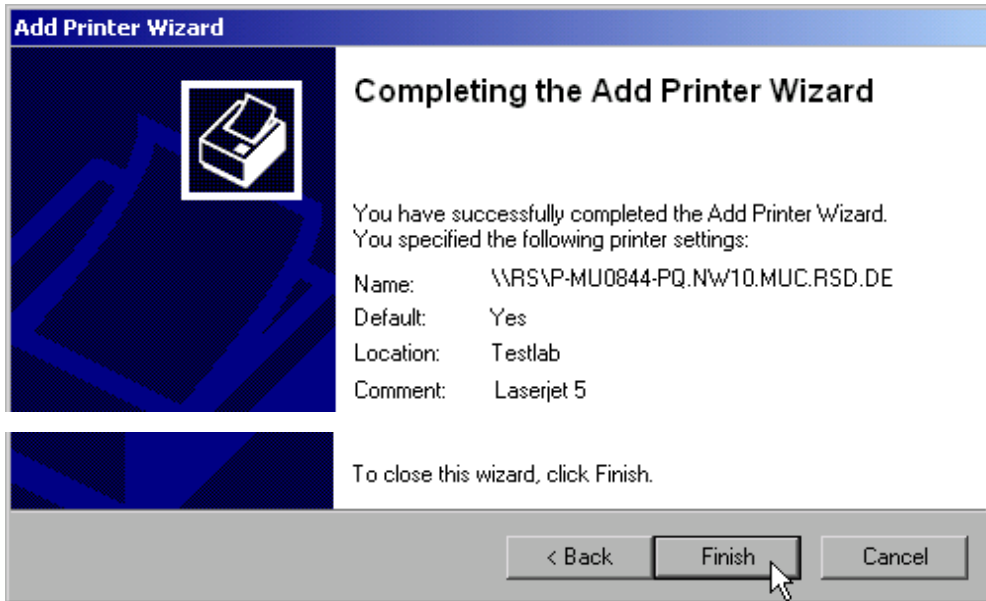 Add Printer Wizard
Completing the Add Printer Wizard
You have successfully completed the Add Printer Wizard.
You specified the following printer settings:
Name: \\RS\P-MU0844-PQ.NW10.MUC.RSD.DE
Default: Yes
Location: Testlab
Comment: Laserjet 5
To close this wizard, click Finish.
< Back Finish Cancel